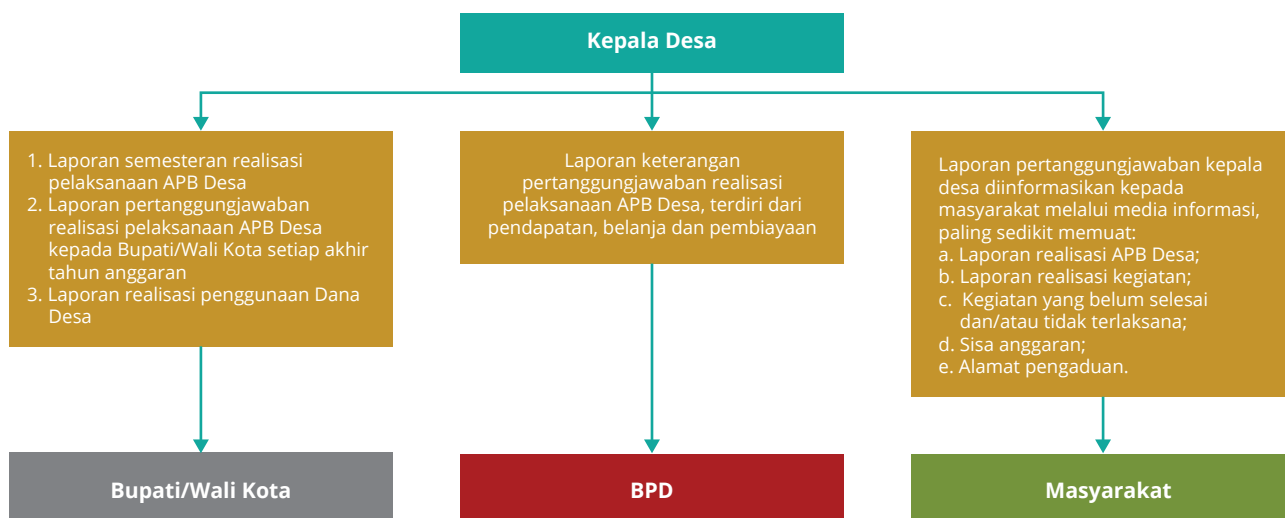 Kepala Desa
1. Laporan semesteran realisasi
pelaksanaan APB Desa
2. Laporan pertanggungjawaban
realisasi pelaksanaan APB Desa
kepada Bupati/Wali Kota setiap akhir
tahun anggaran
3. Laporan realisasi penggunaan Dana
Desa
Laporan keterangan
pertanggungjawaban realisasi
pelaksanaan APB Desa, terdiri dari
pendapatan, belanja dan pembiayaan
Laporan pertanggungjawaban kepala
desa diinformasikan kepada
masyarakat melalui media informasi,
paling sedikit memuat:
a. Laporan realisasi APB Desa;
b. Laporan realisasi kegiatan;
c. Kegiatan yang belum selesai
dan/atau tidak terlaksana;
d. Sisa anggaran;
e. Alamat pengaduan.
Bupati/Wali Kota
BPD
Masyarakat